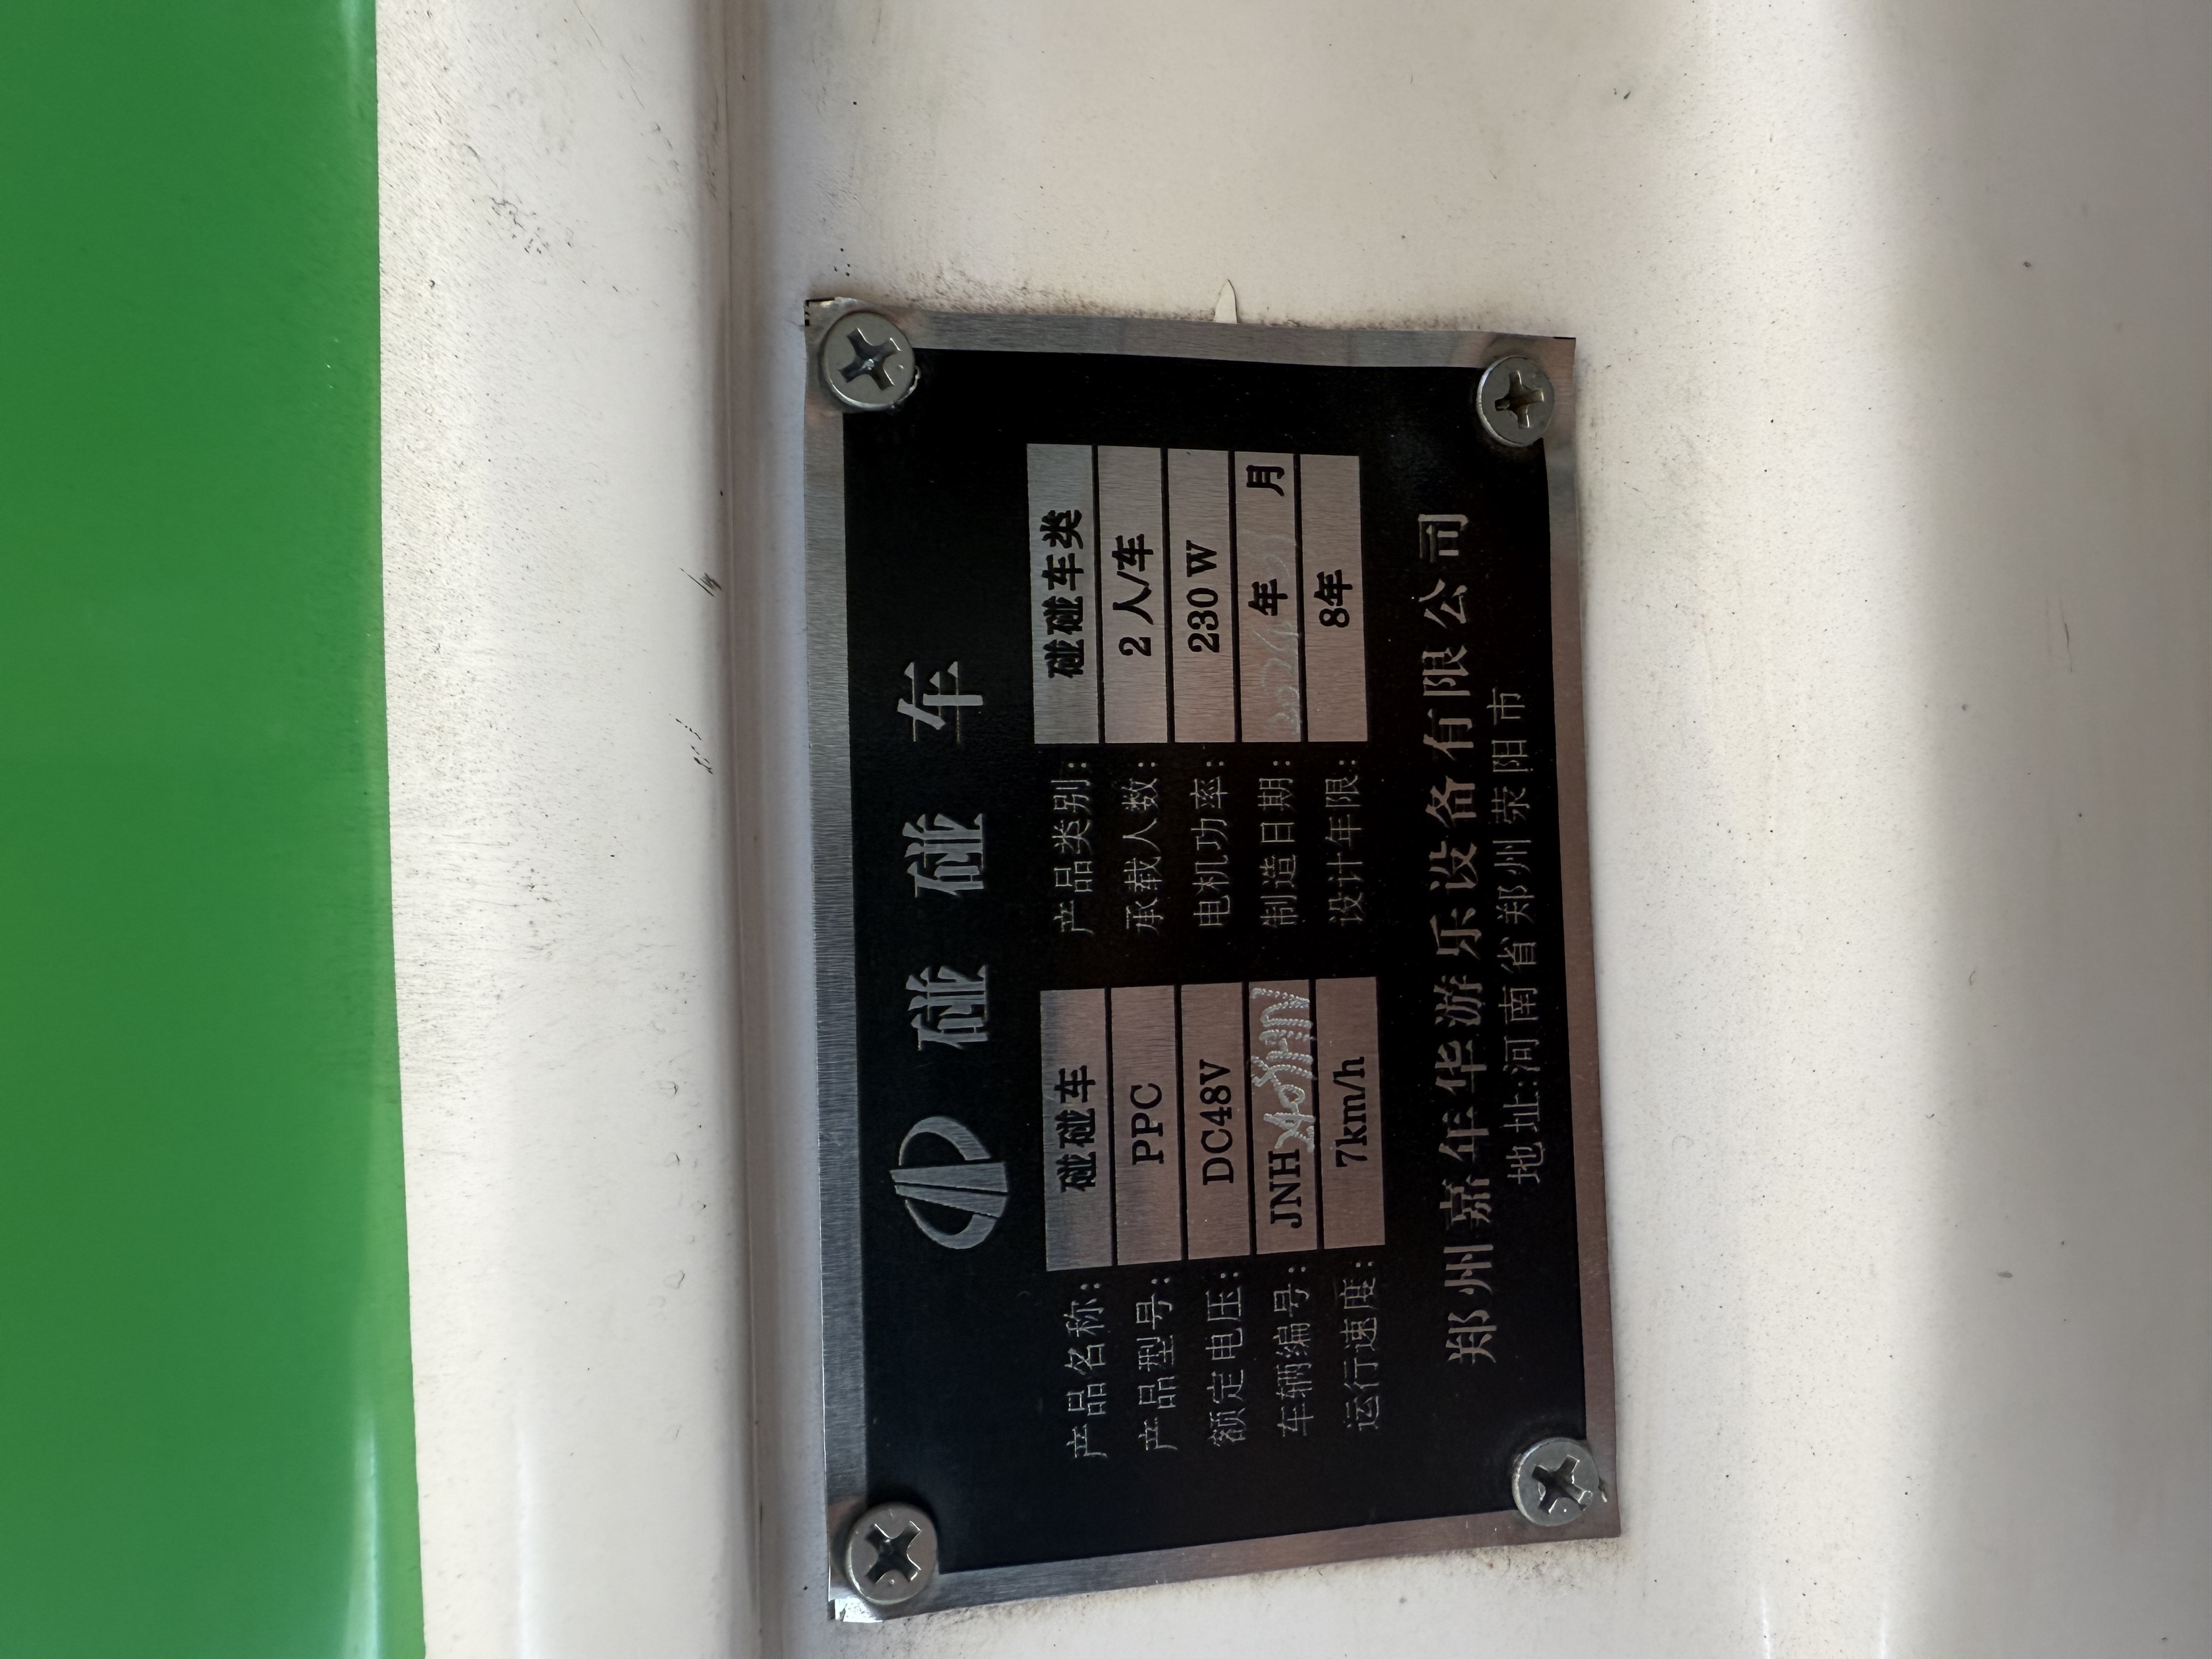 碰碰车
产品名称: 碰碰车 产品类别: 碰碰车类
产品型号: PPC 承载人数: 2人/车
额定电压: DC48V 电机功率: 230W
车辆编号: JNH 制造日期: 年 月
运行速度: 7km/h 设计年限: 8年
郑州嘉年华游乐设备有限公司
地址:河南省郑州荥阳市